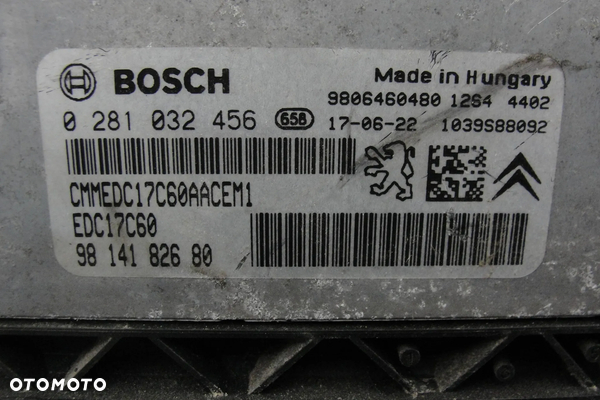 BOSCH
Made in Hungary
9806460480 12S4 4402
0 281 032 456 656 17-06-22 1039S88092
CMMEDC17C60AACEM1
EDC17C60
98 141 826 80
OTOMOTO